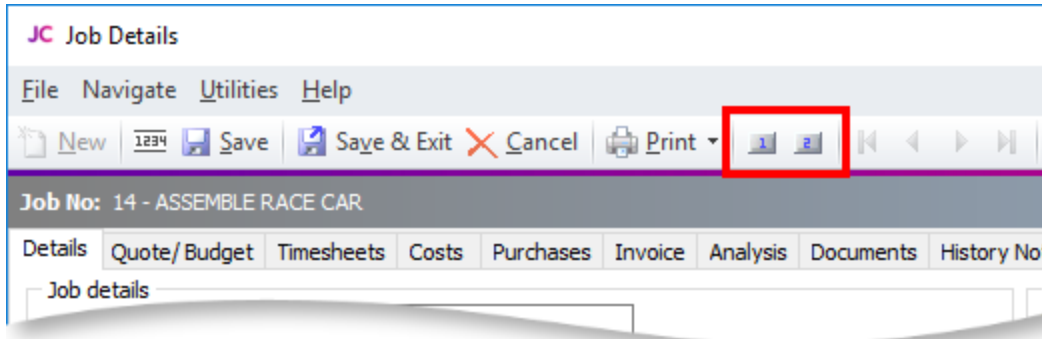 JC Job Details
File Navigate Utilities Help
New 1234 Save Save & Exit Cancel Print 1 2
Job No: 14 - ASSEMBLE RACE CAR
Details Quote/Budget Timesheets Costs Purchases Invoice Analysis Documents History No
Job details